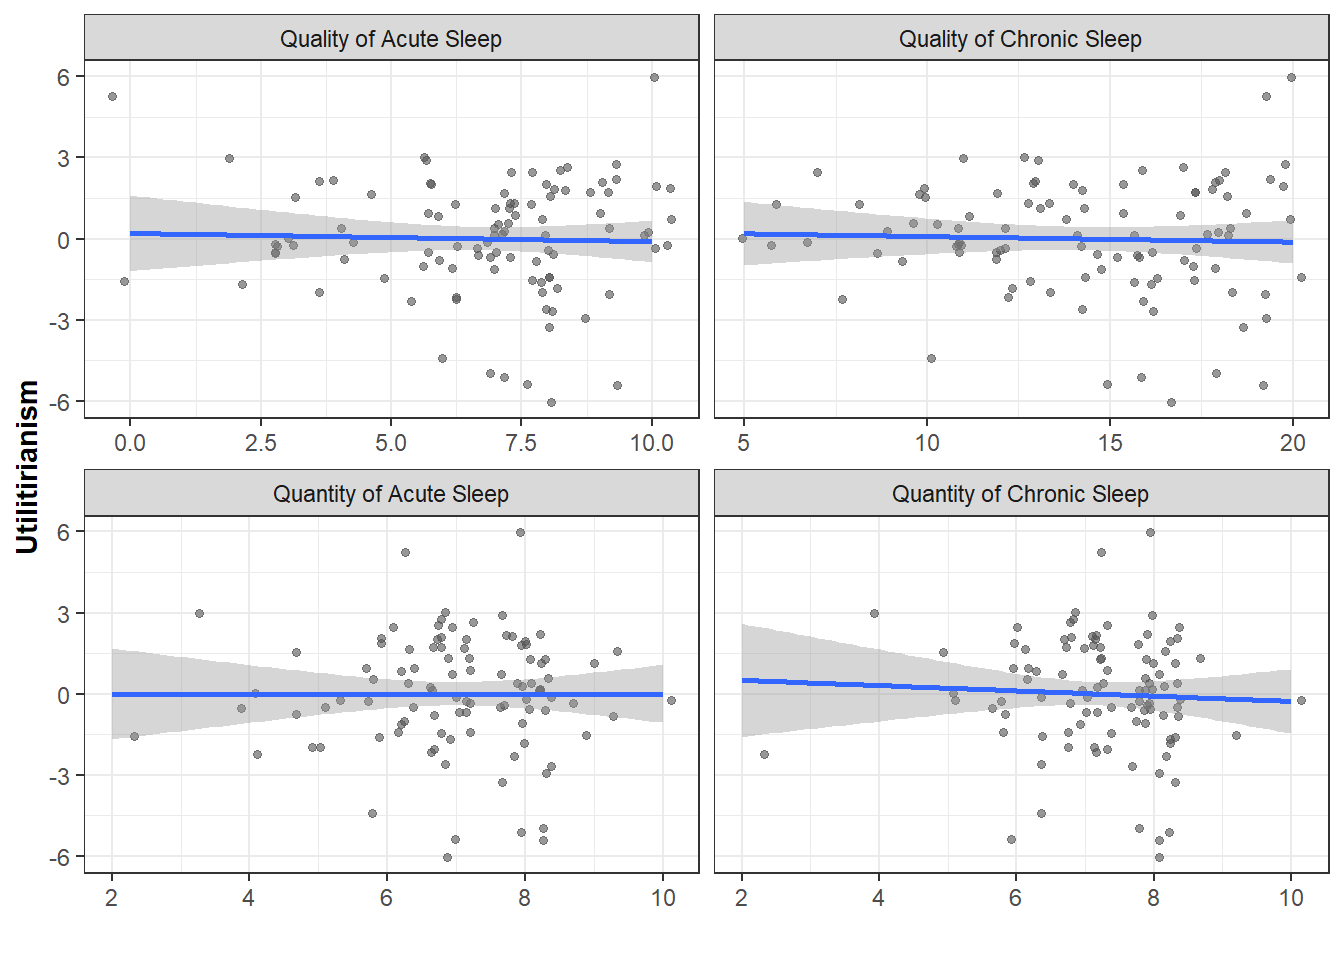 Quality of Acute Sleep
Quality of Chronic Sleep
6
3
0
-3
-6
0.0 2.5 5.0 7.5 10.0
5 10 15 20
Utilitirianism
Quantity of Acute Sleep
Quantity of Chronic Sleep
6
3
0
-3
-6
2 4 6 8 10
2 4 6 8 10